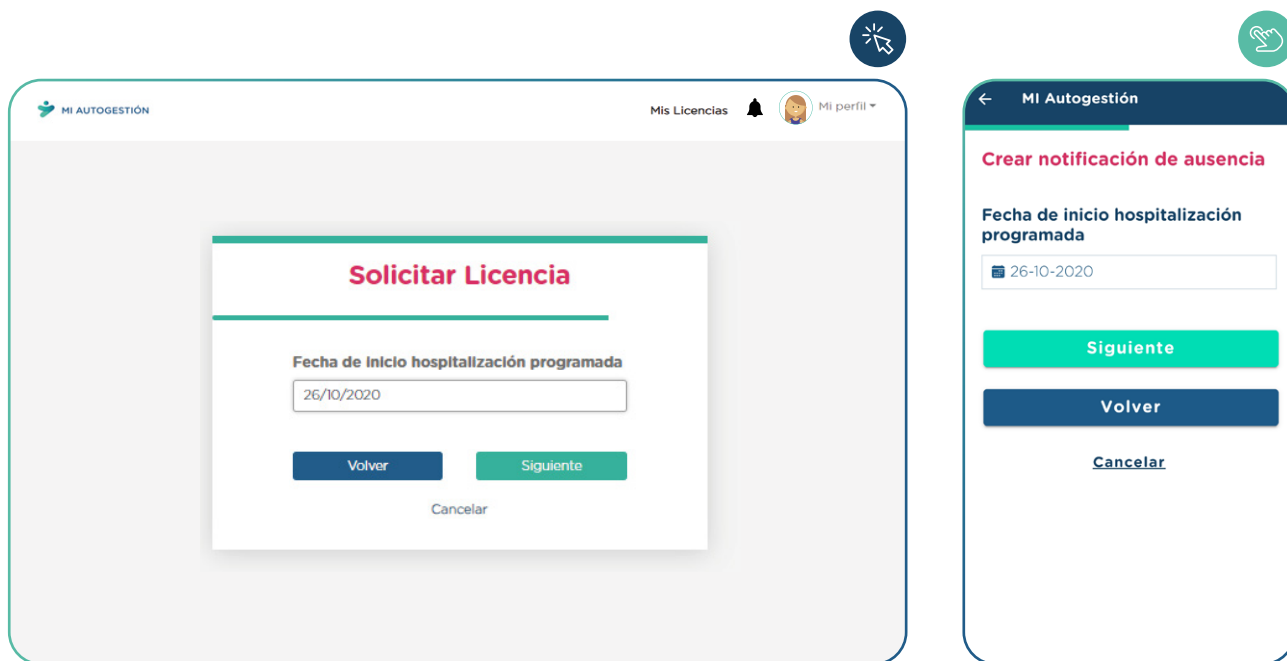 MI AUTOGESTIÓN
Mis Licencias
Mi perfil
Solicitar Licencia
Fecha de inicio hospitalización programada
26/10/2020
Volver
Siguiente
Cancelar
MI Autogestión
Crear notificación de ausencia
Fecha de inicio hospitalización
programada
26-10-2020
Siguiente
Volver
Cancelar